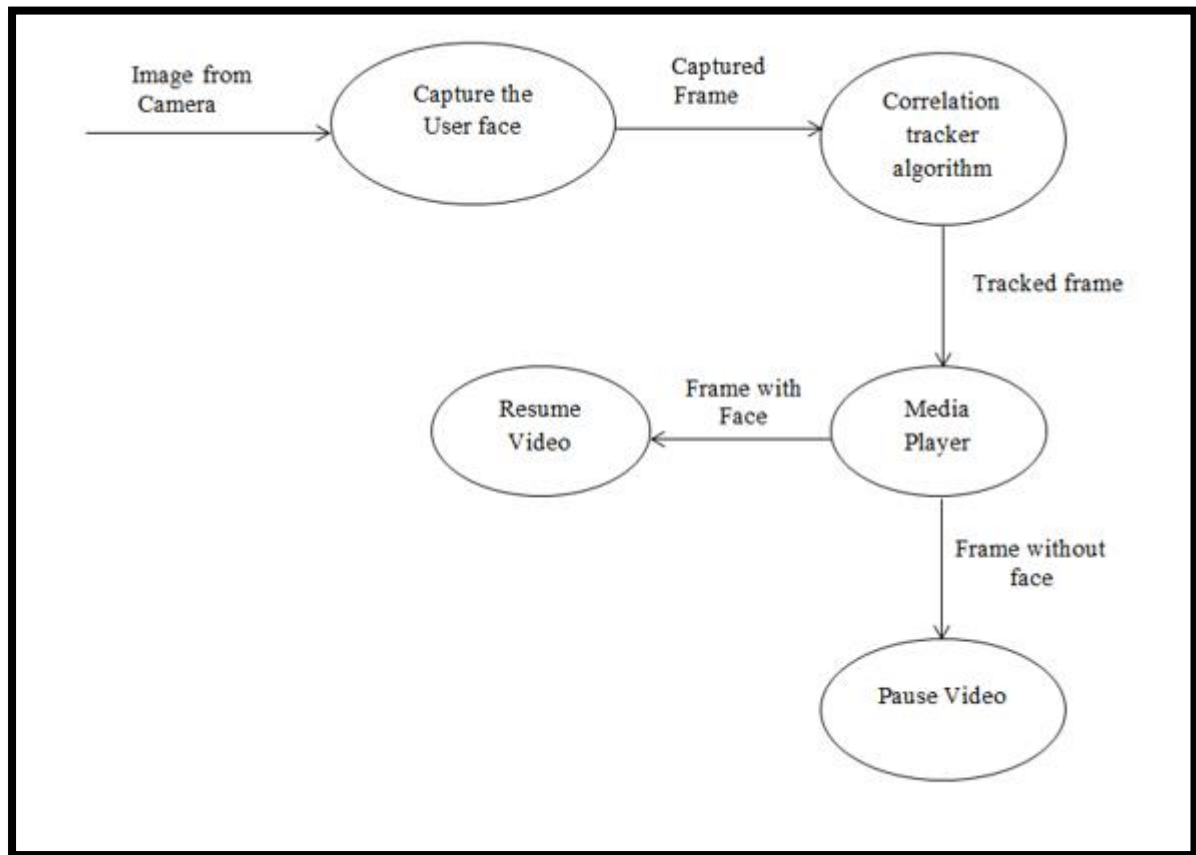 Image from
Camera
Capture the
User face
Captured
Frame
Correlation
tracker
algorithm
Tracked frame
Media
Player
Frame with
Face
Resume
Video
Frame without
face
Pause Video